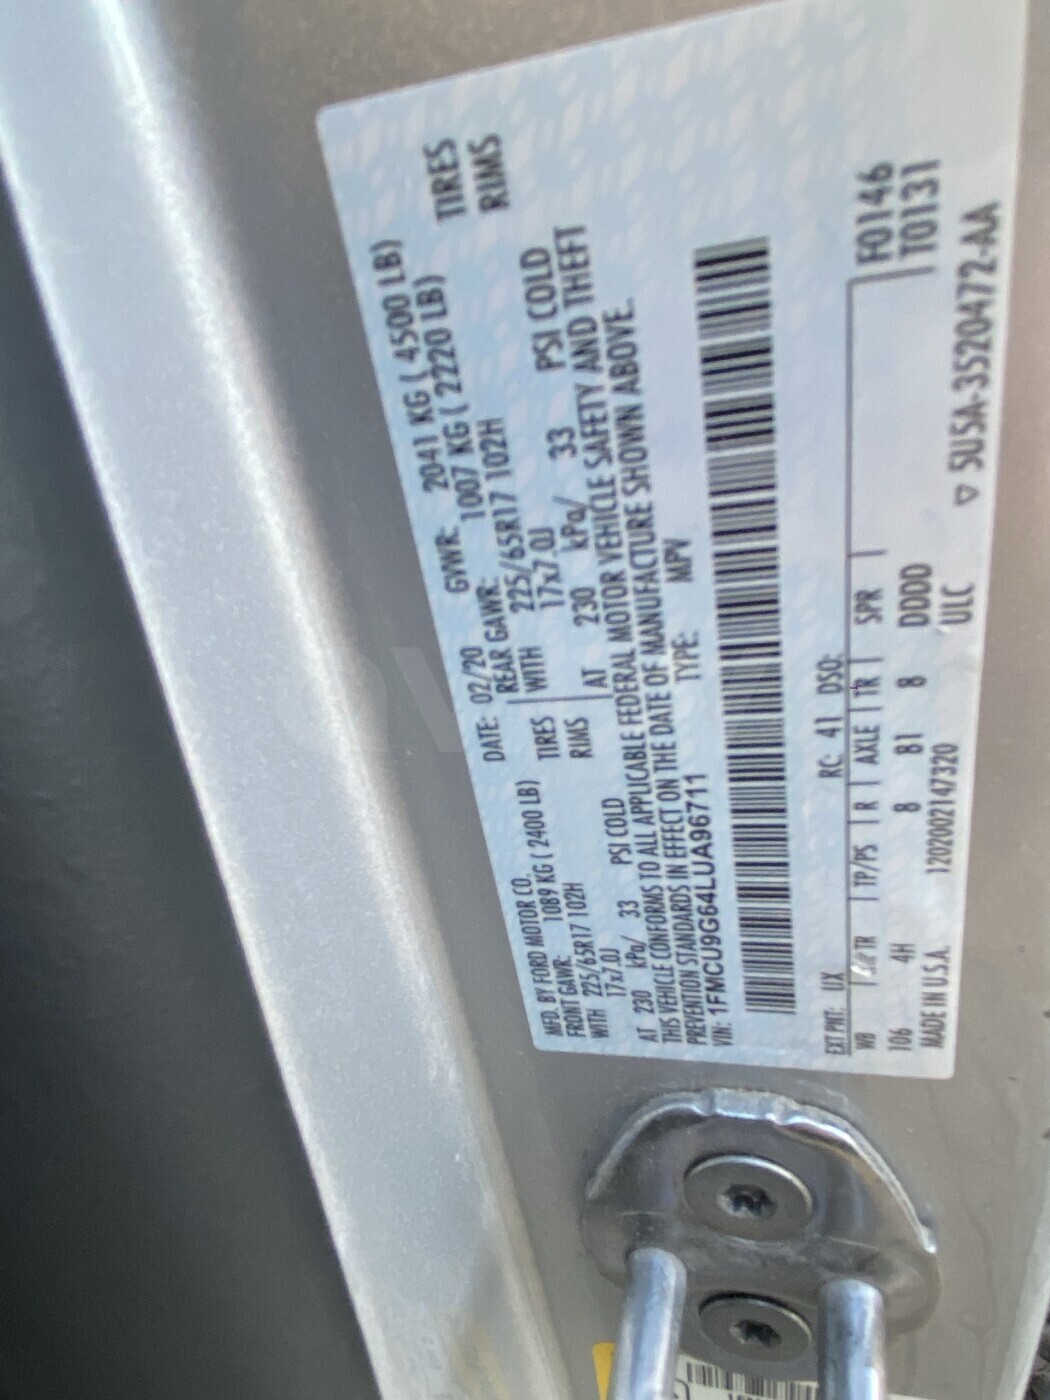 MFD. BY FORD MOTOR CO. DATE: 02/20 GVWR: 2041 KG ( 4500 LB)
FRONT GAWR: 1089 KG ( 2400 LB) REAR GAWR: 1007 KG ( 2220 LB)
WITH 225/65R17 102H TIRES WITH 225/65R17 102H TIRES
17x7.0J RIMS 17x7.0J RIMS
AT 230 kPa/ 33 PSI COLD AT 230 kPa/ 33 PSI COLD
THIS VEHICLE CONFORMS TO ALL APPLICABLE FEDERAL MOTOR VEHICLE SAFETY AND THEFT
PREVENTION STANDARDS IN EFFECT ON THE DATE OF MANUFACTURE SHOWN ABOVE.
VIN: 1FMCU9G64LUA96711 TYPE: MPV
EXT PNT: UX RC: 41 DSO:
WB TR TP/PS R AXLE TR SPR F0146
106 4H 8 B1 8 DDDD T0131
MADE IN U.S.A. 1202002147320 ULC ▽ 5U5A-3520472-AA